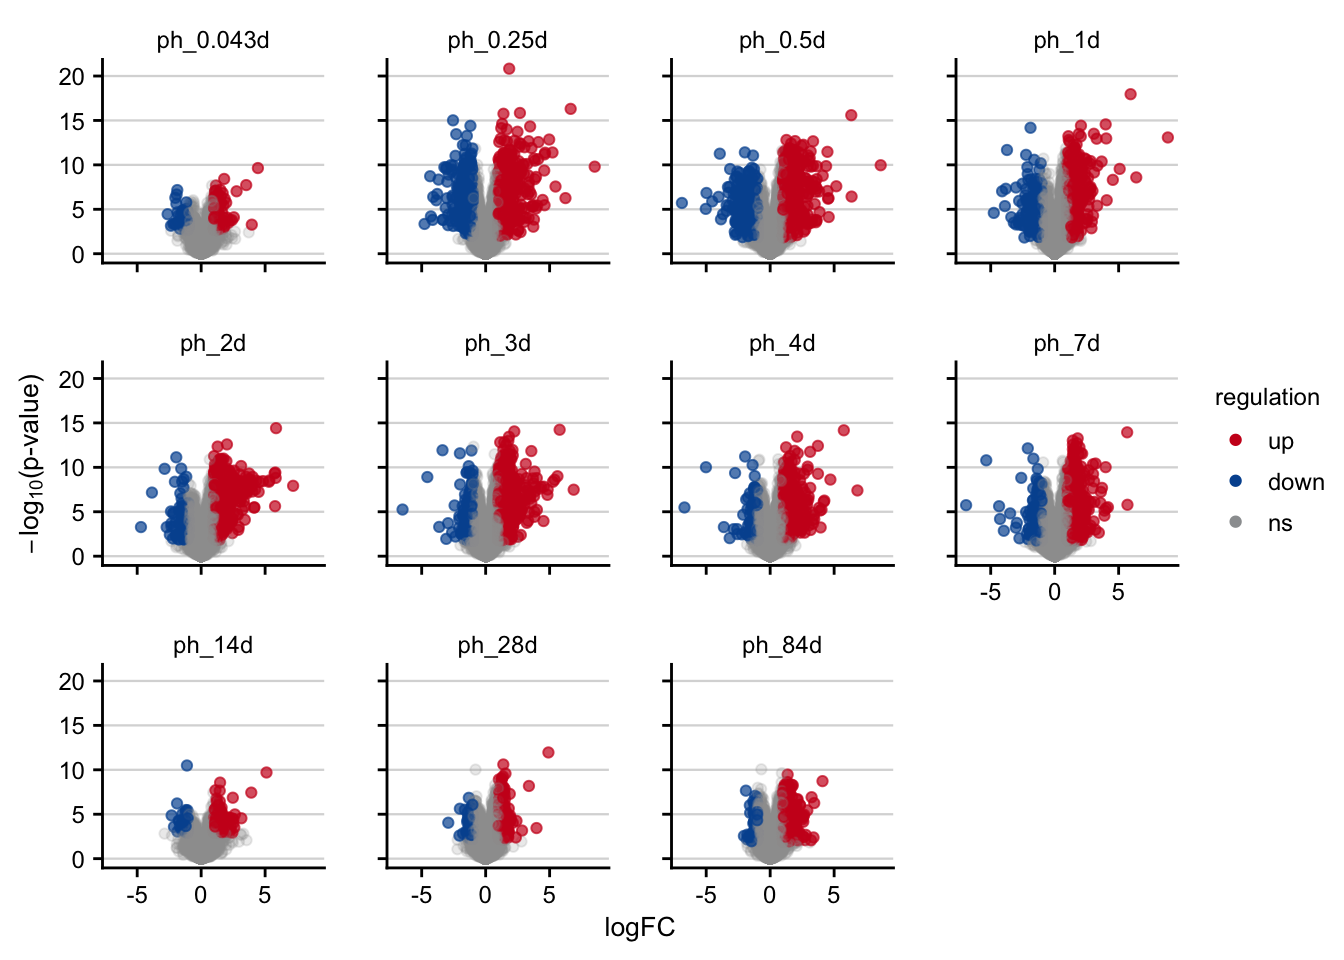 ph_0.043d ph_0.25d ph_0.5d ph_1d
20
15
10
5
0
ph_2d ph_3d ph_4d ph_7d
20
15
10
5
0
-5 0 5
ph_14d ph_28d ph_84d
20
15
10
5
0
-5 0 5 -5 0 5 -5 0 5
logFC
−log10(p-value)
regulation
up
down
ns